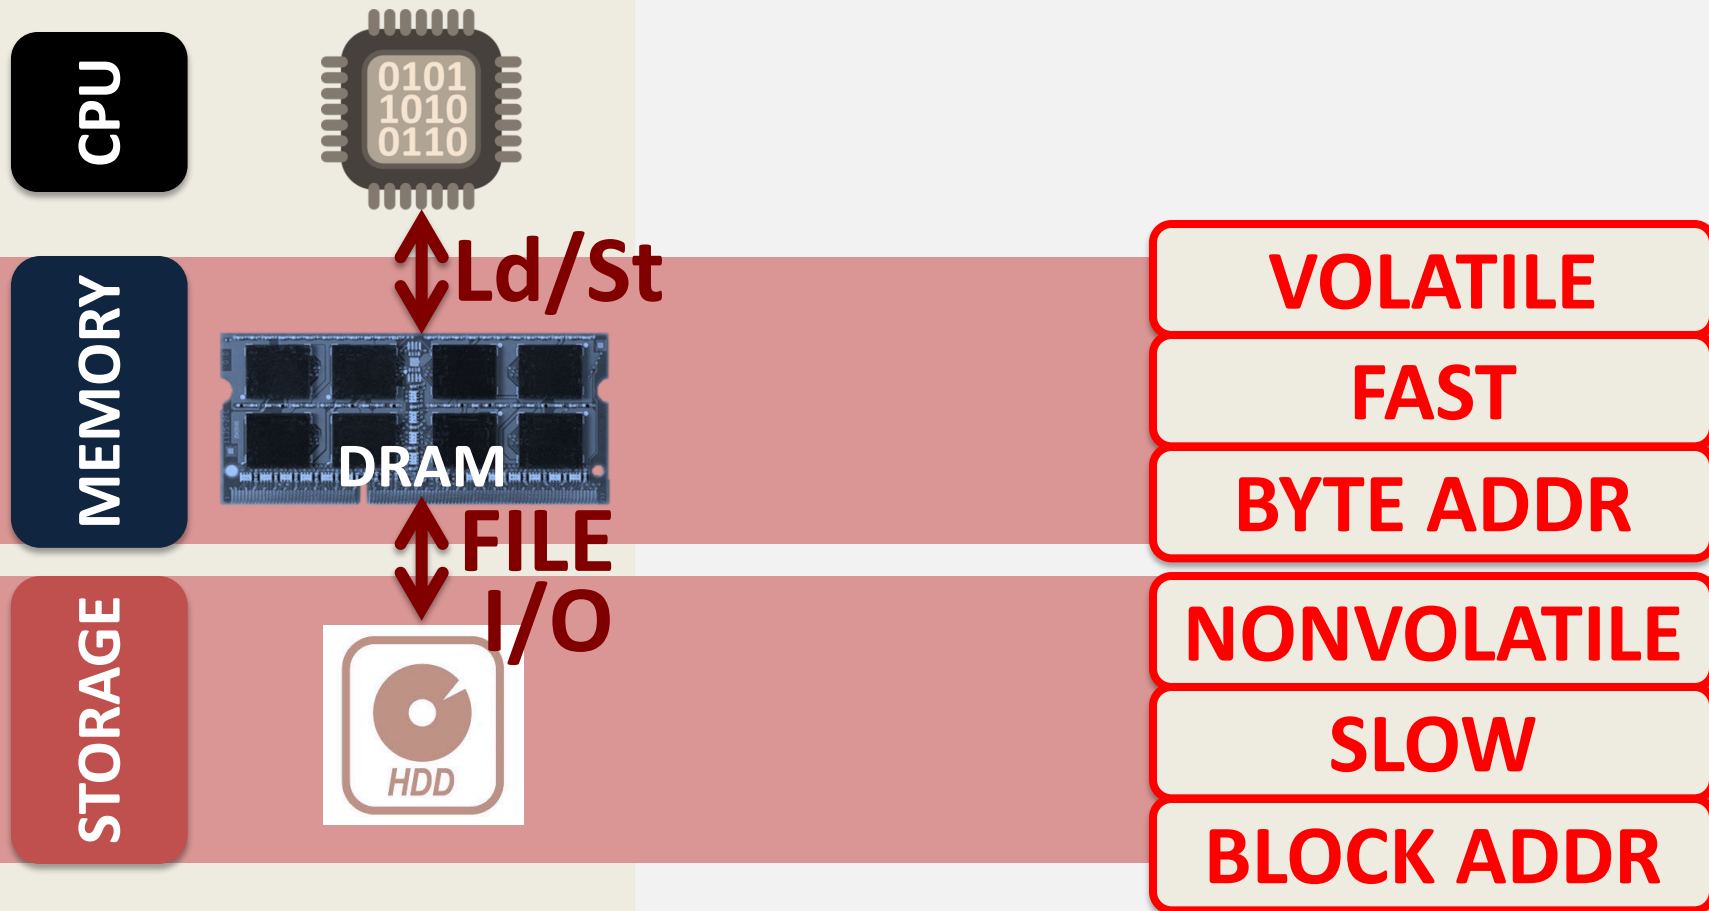 CPU
0101
1010
0110
Ld/St
MEMORY
DRAM
VOLATILE
FAST
BYTE ADDR
FILE
I/O
STORAGE
HDD
NONVOLATILE
SLOW
BLOCK ADDR